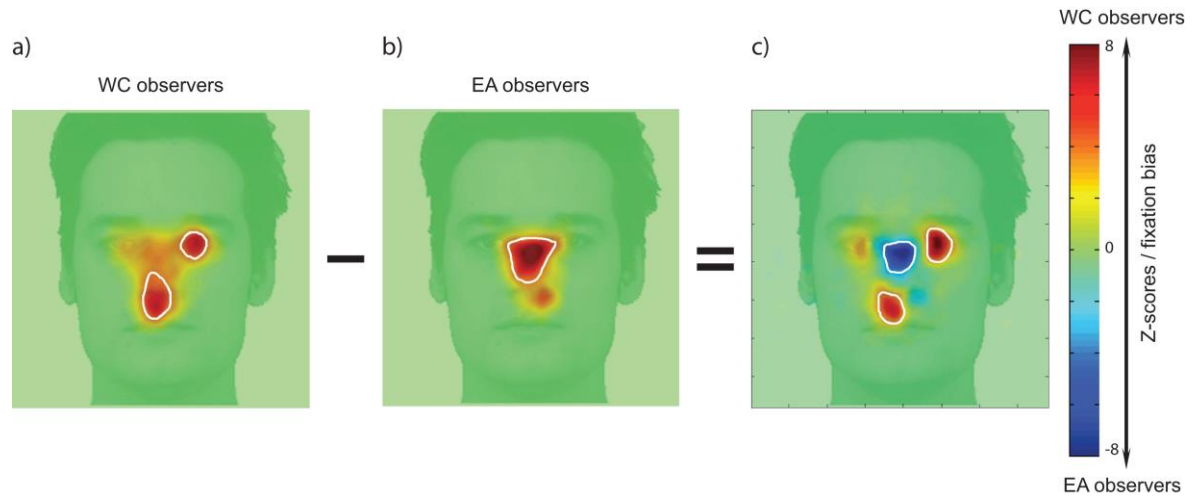 a)
WC observers
b)
EA observers
c)
WC observers
8
0
-8
Z-scores / fixation bias
EA observers